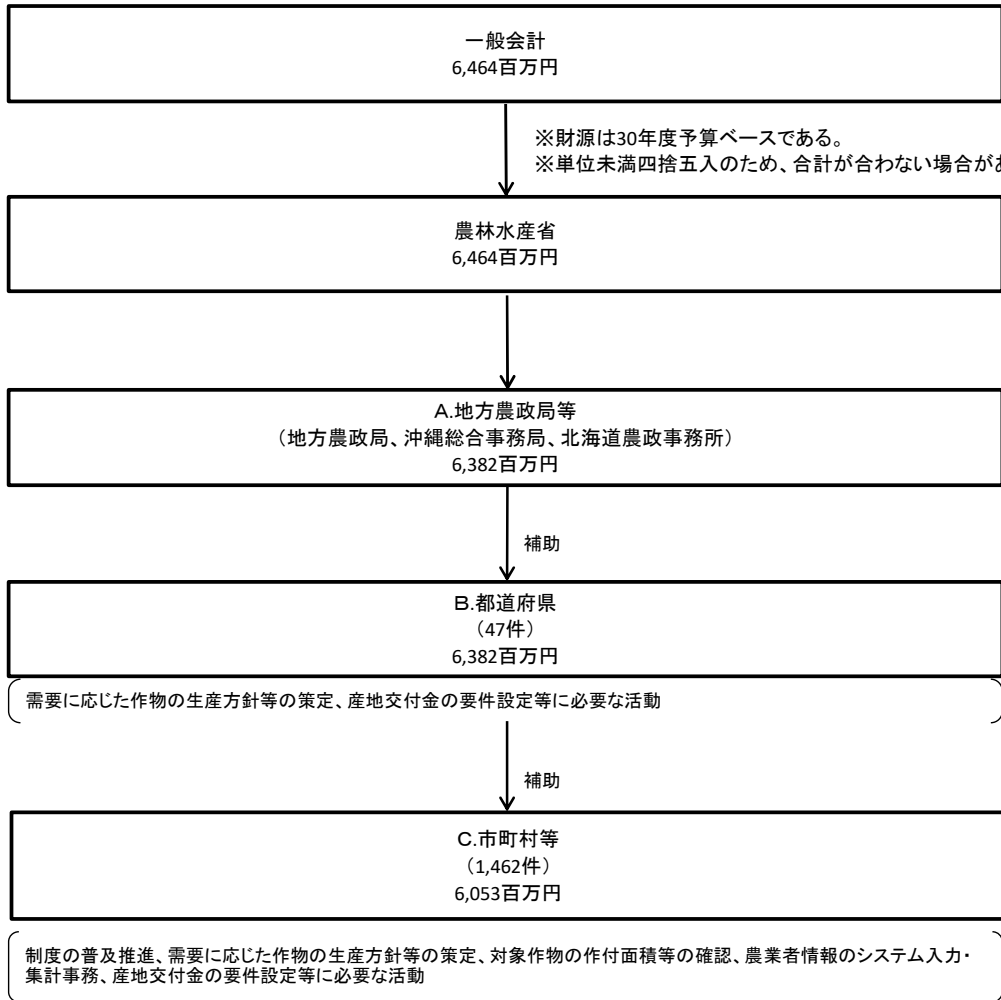 一般会計
6,464百万円
※財源は30年度予算ベースである。
※単位未満四捨五入のため、合計が合わない場合があ
農林水産省
6,464百万円
A.地方農政局等
（地方農政局、沖縄総合事務局、北海道農政事務所）
6,382百万円
補助
B.都道府県
（47件）
6,382百万円
需要に応じた作物の生産方針等の策定、産地交付金の要件設定等に必要な活動
補助
C.市町村等
（1,462件）
6,053百万円
制度の普及推進、需要に応じた作物の生産方針等の策定、対象作物の作付面積等の確認、農業者情報のシステム入力・
集計事務、産地交付金の要件設定等に必要な活動